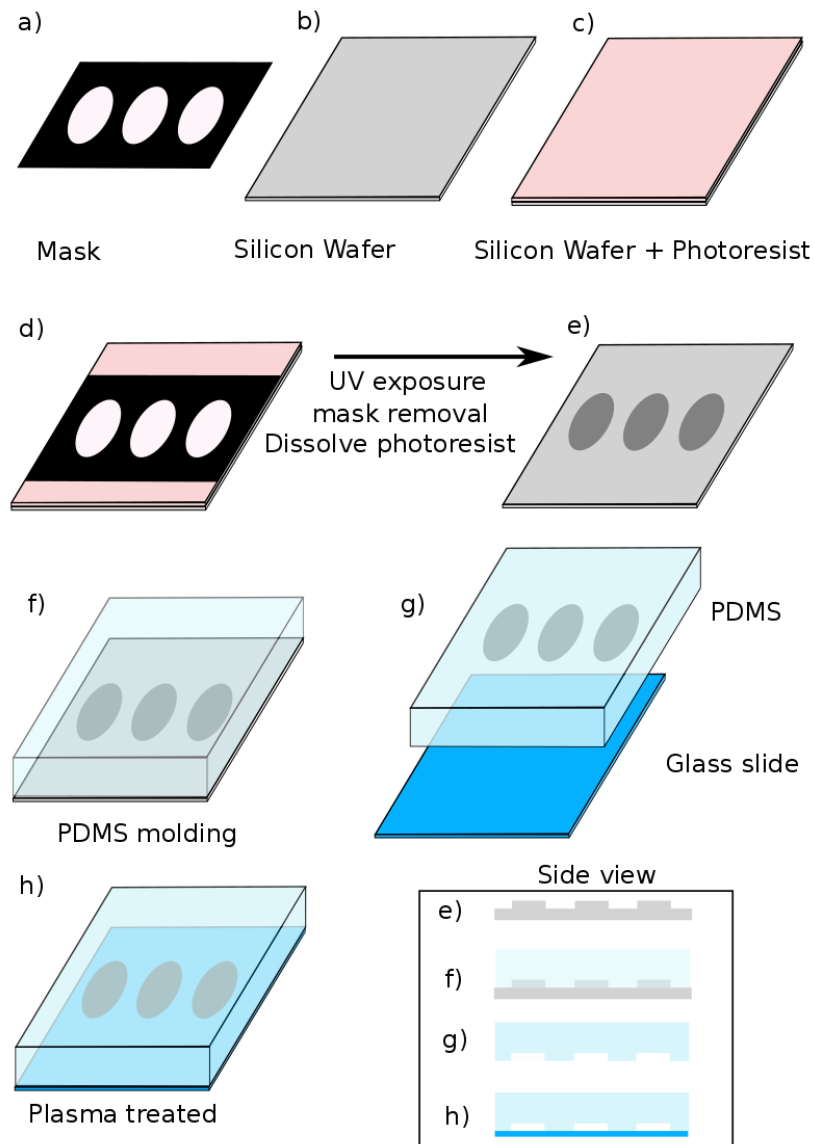 a)
b)
c)
Mask
Silicon Wafer
Silicon Wafer + Photoresist
d)
UV exposure
mask removal
Dissolve photoresist
e)
f)
PDMS molding
g)
PDMS
Glass slide
h)
Plasma treated
Side view
e)
f)
g)
h)